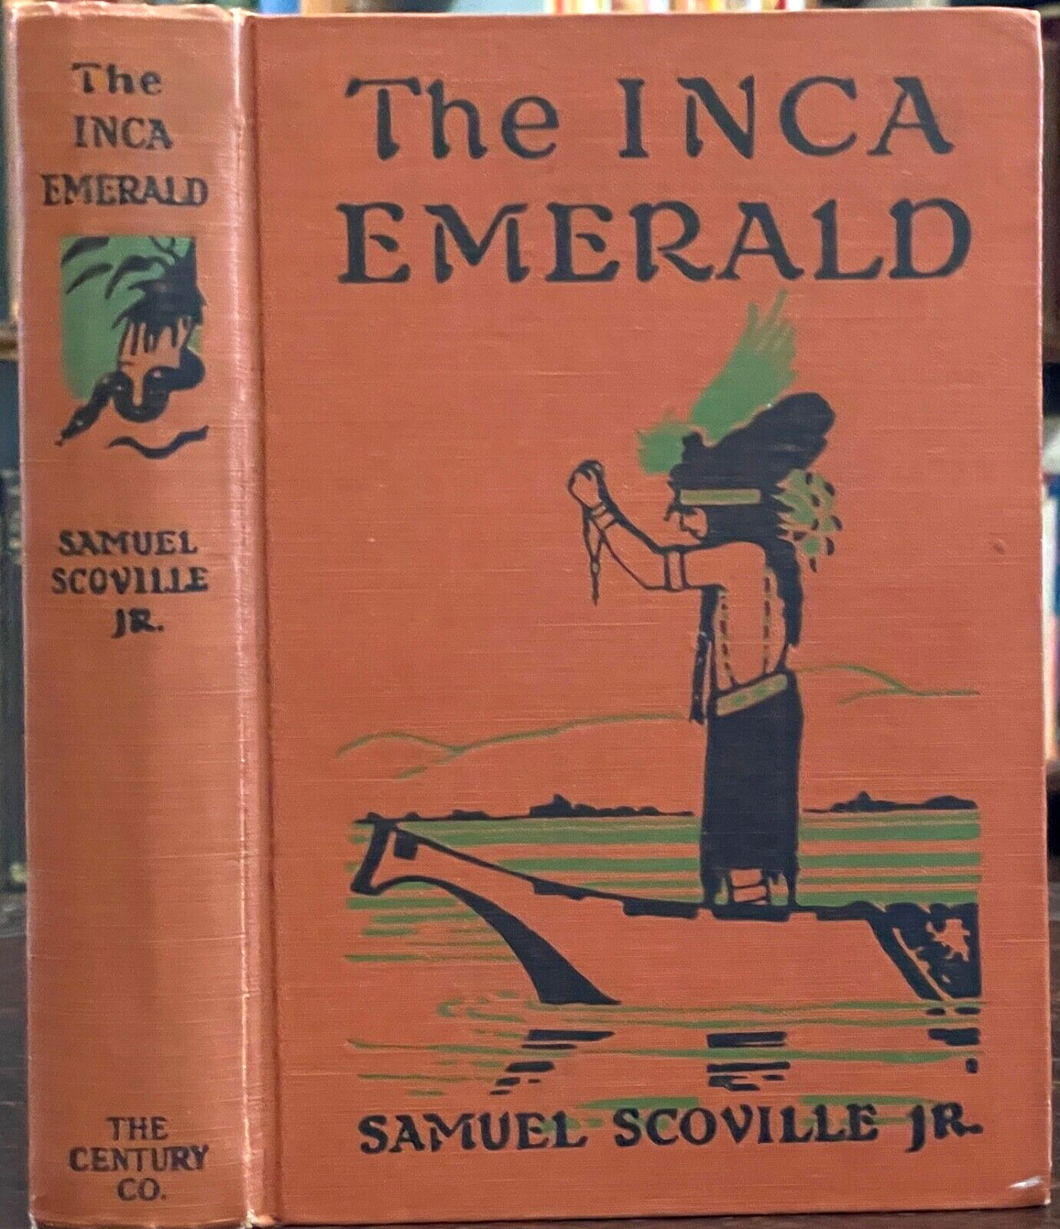 The
INCA
EMERALD
SAMUEL
SCOVILLE
JR.
THE
CENTURY
CO.
The INCA
EMERALD
SAMUEL SCOVILLE JR.